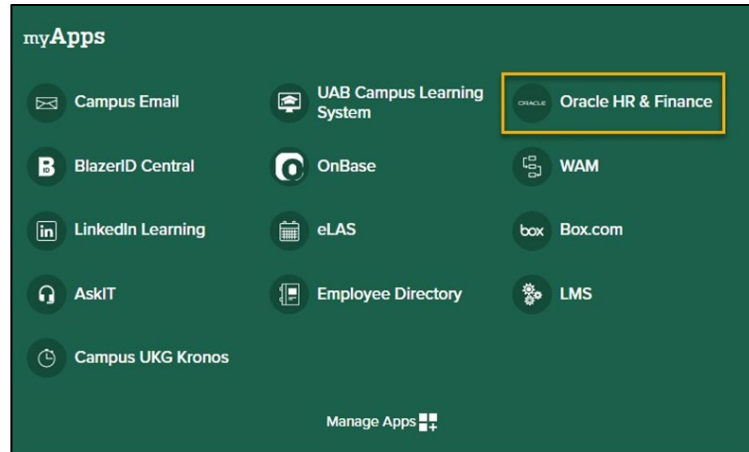 myApps
Campus Email
UAB Campus Learning
System
ORACLE Oracle HR & Finance
B ID BlazerID Central
OnBase
WAM
in LinkedIn Learning
eLAS
box Box.com
AskIT
Employee Directory
LMS
Campus UKG Kronos
Manage Apps